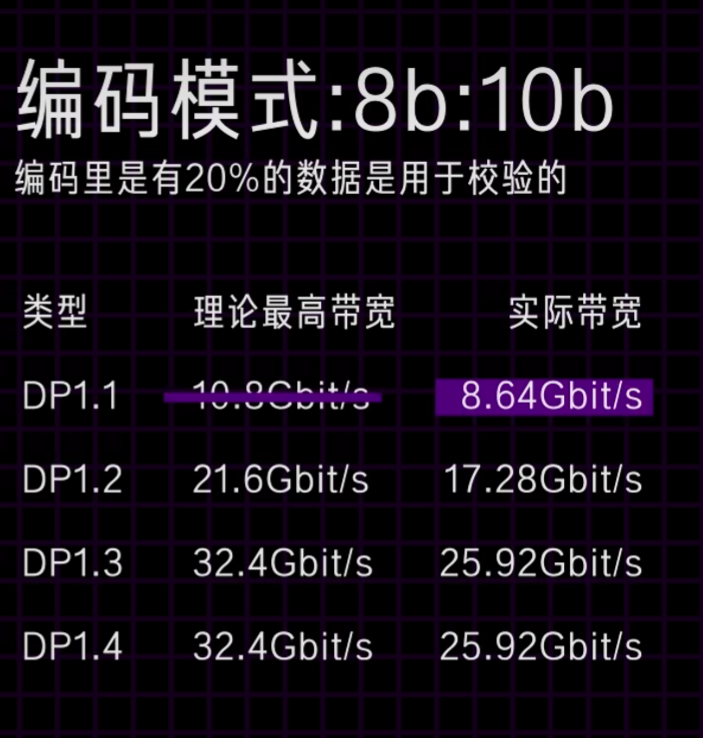 编码模式:8b:10b
编码里是有20%的数据是用于校验的
类型 理论最高带宽 实际带宽
DP1.1 10.8Gbit/s 8.64Gbit/s
DP1.2 21.6Gbit/s 17.28Gbit/s
DP1.3 32.4Gbit/s 25.92Gbit/s
DP1.4 32.4Gbit/s 25.92Gbit/s